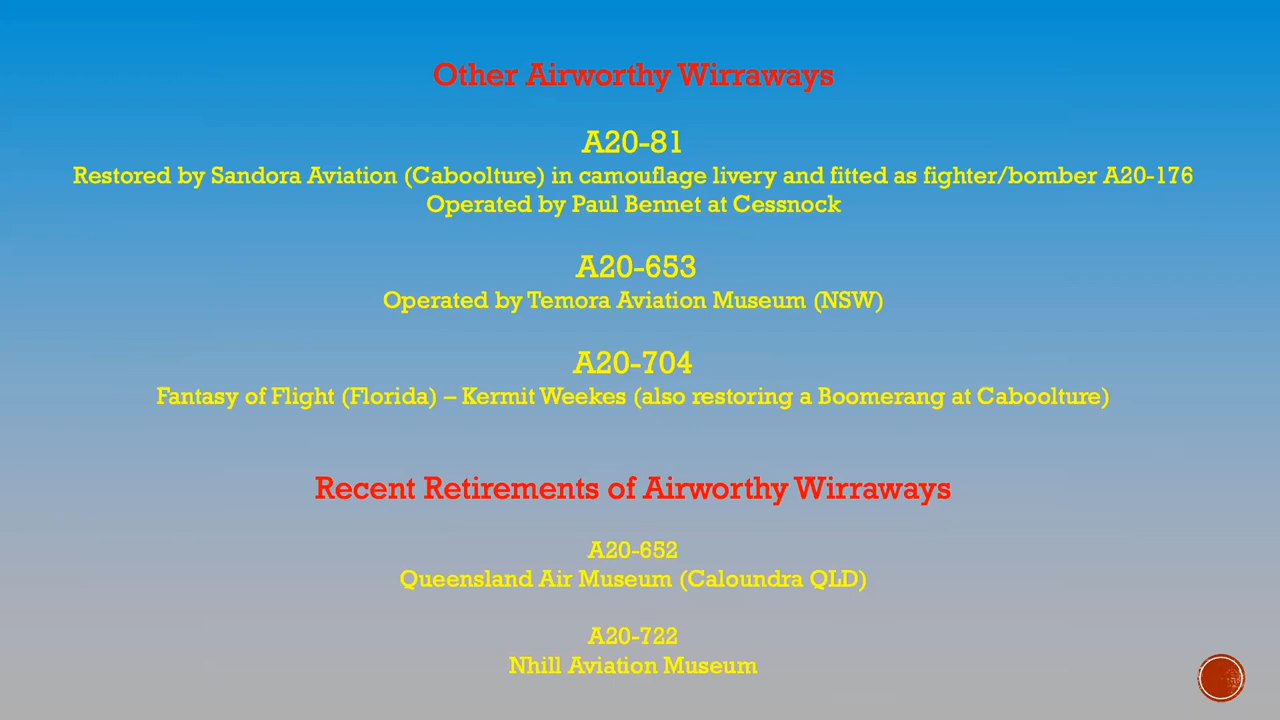 Other Airworthy Wirraways
A20-81
Restored by Sandora Aviation (Caboolture) in camouflage livery and fitted as fighter/bomber A20-176
Operated by Paul Bennet at Cessnock
A20-653
Operated by Temora Aviation Museum (NSW)
A20-704
Fantasy of Flight (Florida) – Kermit Weekes (also restoring a Boomerang at Caboolture)
Recent Retirements of Airworthy Wirraways
A20-652
Queensland Air Museum (Caloundra QLD)
A20-722
Nhill Aviation Museum